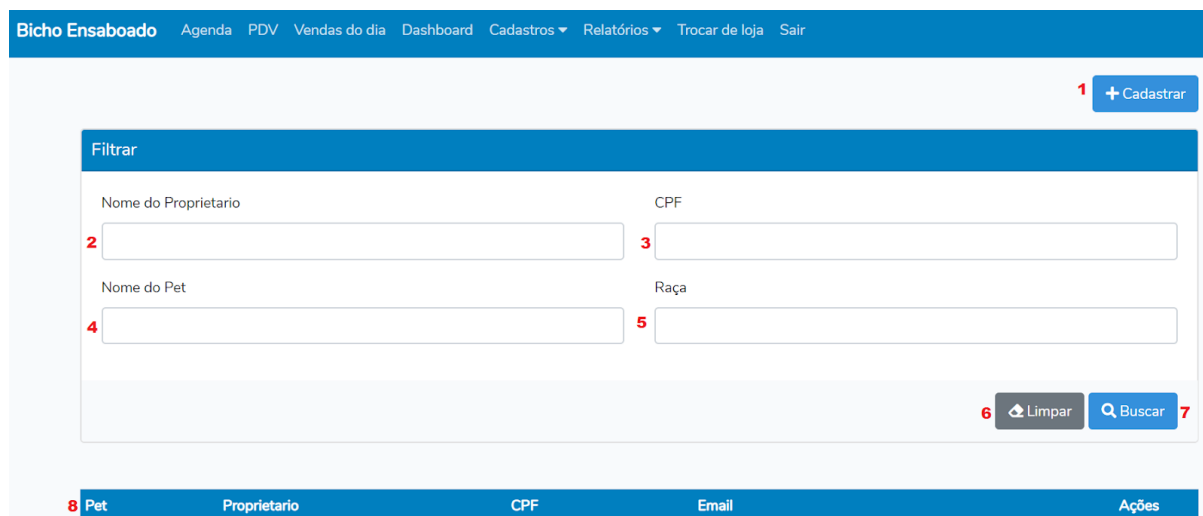 Bicho Ensaboado Agenda PDV Vendas do dia Dashboard Cadastros Relatórios Trocar de loja Sair
1 Cadastrar
Filtrar
Nome do Proprietario CPF
2 3
Nome do Pet Raça
4 5
6 Limpar Buscar 7
8 Pet Proprietario CPF Email Ações